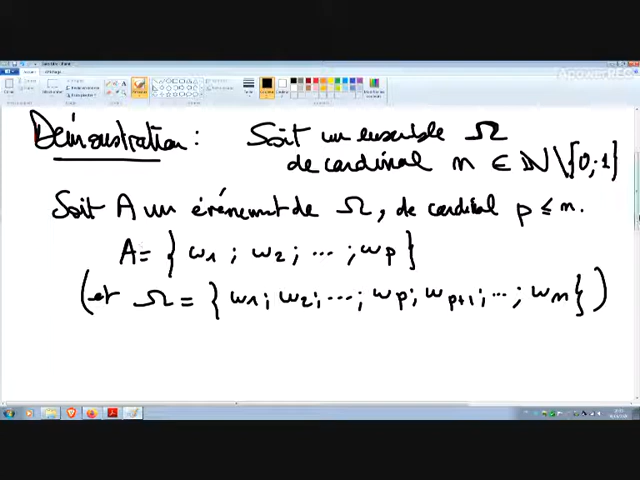 Démonstration : Soit un ensemble Ω
de cardinal n ∈ ℕ \ {0;1}
Soit A un événement de Ω, de cardinal p ≤ n.
A = { ω1 ; ω2 ; ... ; ωp }
(et Ω = { ω1 ; ω2 ; ... ; ωp ; ωp+1 ; ... ; ωn })